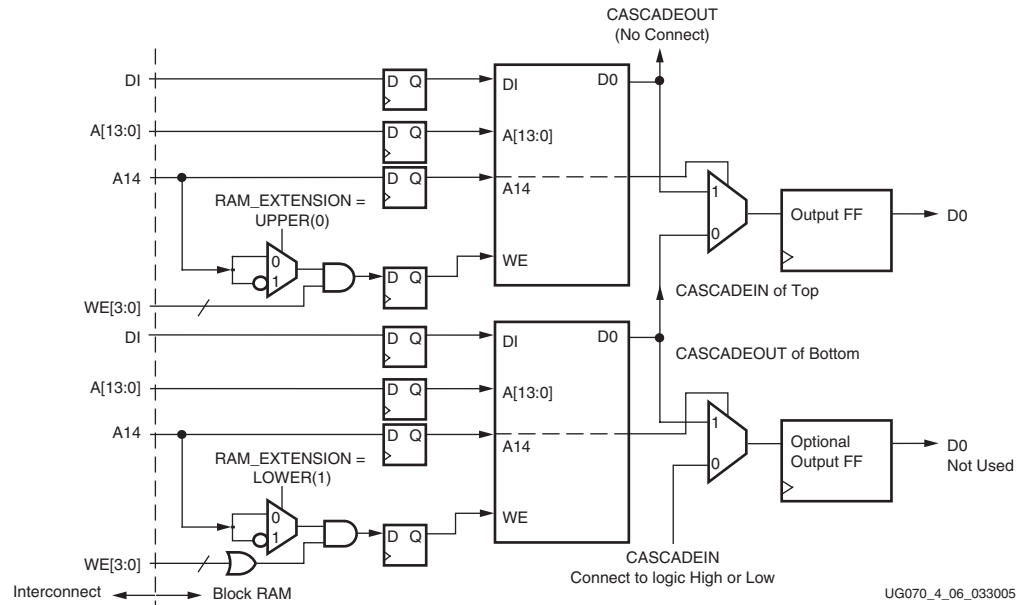 CASCADEOUT
(No Connect)
DI
D Q
DI
D0
A[13:0]
D Q
A[13:0]
A14
D Q
A14
1
RAM_EXTENSION =
UPPER(0)
Output FF
D0
0
0
1
WE
D Q
WE[3:0]
CASCADEIN of Top
DI
D Q
DI
D0
CASCADEOUT of Bottom
A[13:0]
D Q
A[13:0]
A14
D Q
A14
1
RAM_EXTENSION =
LOWER(1)
Optional
Output FF
D0
Not Used
0
0
1
WE
D Q
WE[3:0]
CASCADEIN
Connect to logic High or Low
Interconnect
Block RAM
UG070_4_06_033005